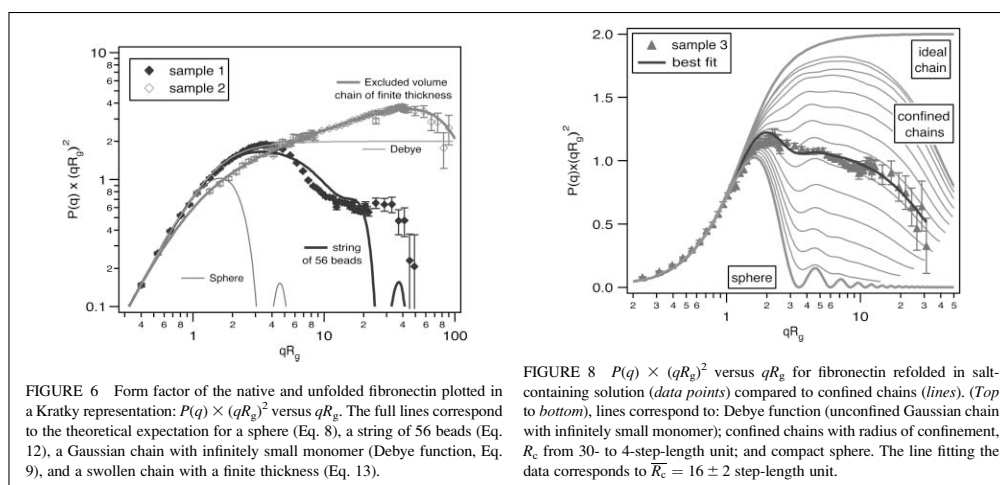 10
8
6
4
2
1
8
6
4
2
0.1
P(q) x (qRg)²
sample 1
sample 2
Excluded volume
chain of finite thickness
Debye
Sphere
string
of 56 beads
4 6 8 1 2 4 6 8 10 2 4 6 8 100
qRg
FIGURE 6 Form factor of the native and unfolded fibronectin plotted in
a Kratky representation: P(q) × (qRg)² versus qRg. The full lines correspond
to the theoretical expectation for a sphere (Eq. 8), a string of 56 beads (Eq.
12), a Gaussian chain with infinitely small monomer (Debye function, Eq.
9), and a swollen chain with a finite thickness (Eq. 13).
2.0
1.5
1.0
0.5
0.0
P(q)x(qRg)²
sample 3
best fit
ideal
chain
confined
chains
sphere
2 3 4 5 6 1 2 3 4 5 6 10 2 3 4 5
qRg
FIGURE 8 P(q) × (qRg)² versus qRg for fibronectin refolded in salt-
containing solution (data points) compared to confined chains (lines). (Top
to bottom), lines correspond to: Debye function (unconfined Gaussian chain
with infinitely small monomer); confined chains with radius of confinement,
Rc from 30- to 4-step-length unit; and compact sphere. The line fitting the
data corresponds to R̅c = 16 ± 2 step-length unit.